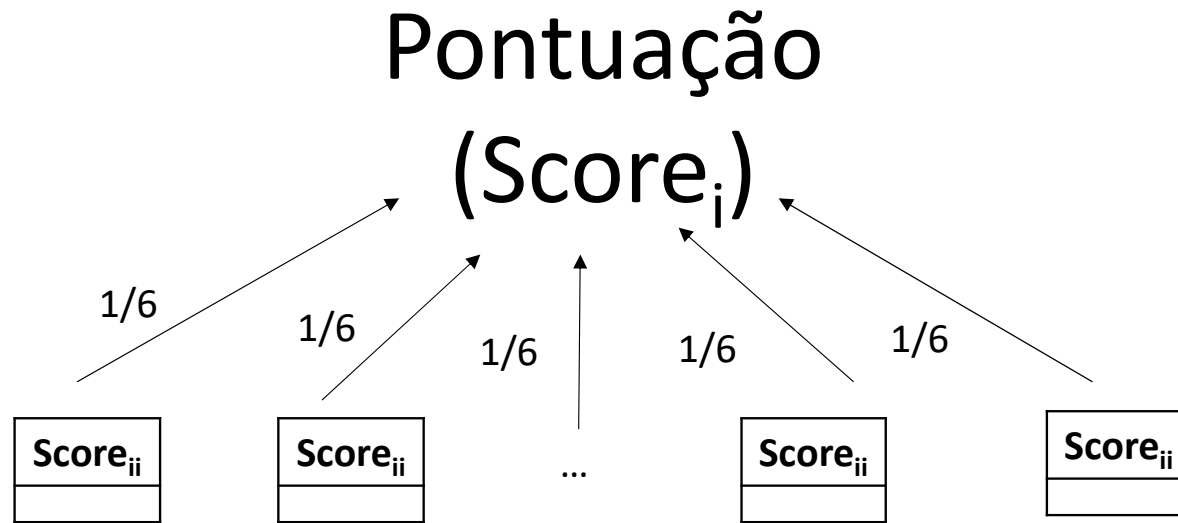 Pontuação
(Scoreᵢ)
1/6
1/6
1/6
1/6
1/6
Scoreᵢᵢ
Scoreᵢᵢ
...
Scoreᵢᵢ
Scoreᵢᵢ